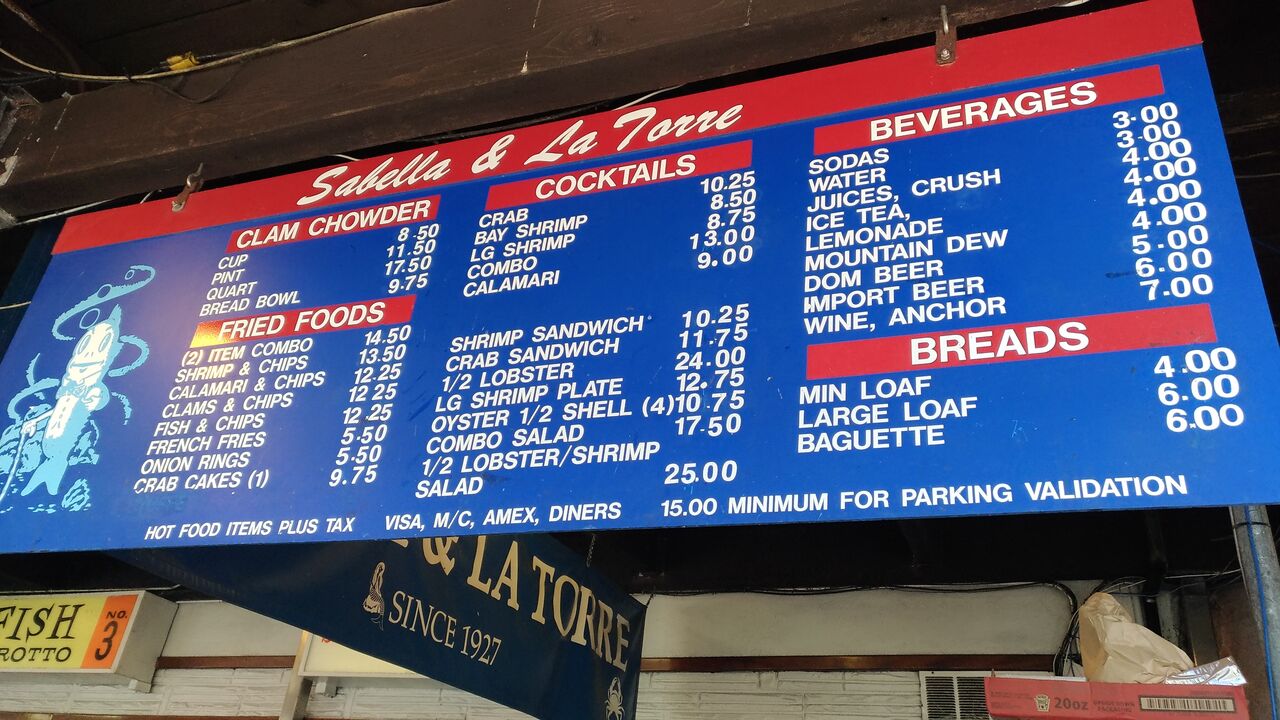 Sabella & La Torre
CLAM CHOWDER
CUP 8.50
PINT 11.50
QUART 17.50
BREAD BOWL 9.75
FRIED FOODS
(2) ITEM COMBO 14.50
SHRIMP & CHIPS 13.50
CALAMARI & CHIPS 12.25
CLAMS & CHIPS 12 25
FISH & CHIPS 12.25
FRENCH FRIES 5.50
ONION RINGS 5.50
CRAB CAKES (1) 9.75
COCKTAILS
CRAB 10.25
BAY SHRIMP 8.50
LG SHRIMP 8.75
COMBO 13.00
CALAMARI 9.00
SHRIMP SANDWICH 10.25
CRAB SANDWICH 11.75
1/2 LOBSTER 24.00
LG SHRIMP PLATE 12.75
OYSTER 1/2 SHELL (4) 10.75
COMBO SALAD 17.50
1/2 LOBSTER/SHRIMP
SALAD 25.00
BEVERAGES
SODAS 3.00
WATER 3.00
JUICES, CRUSH 4.00
ICE TEA, 4.00
LEMONADE 4.00
MOUNTAIN DEW 4.00
DOM BEER 5.00
IMPORT BEER 6.00
WINE, ANCHOR 7.00
BREADS
MIN LOAF 4.00
LARGE LOAF 6.00
BAGUETTE 6.00
HOT FOOD ITEMS PLUS TAX VISA, M/C, AMEX, DINERS 15.00 MINIMUM FOR PARKING VALIDATION
& LA TORRE
SINCE 1927
FISH
ROTTO
NO. 3
20oz